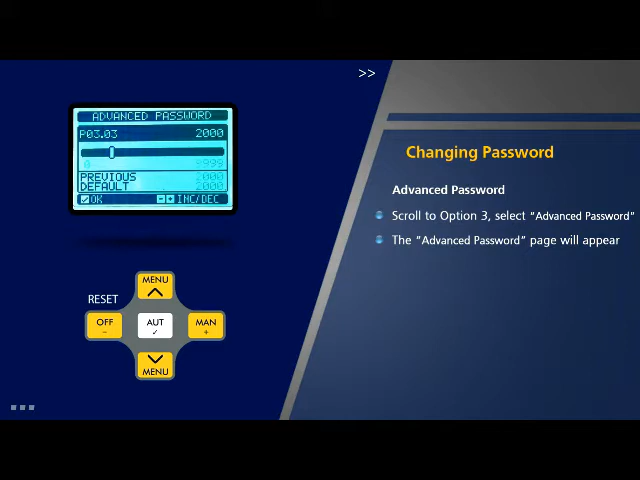 >>
ADVANCED PASSWORD
P03.03 2000
0 9999
PREVIOUS 2000
DEFAULT 2000
OK - + INC/DEC
Changing Password
Advanced Password
Scroll to Option 3, select "Advanced Password"
The "Advanced Password" page will appear
RESET
MENU
OFF
-
AUT
✓
MAN
+
MENU